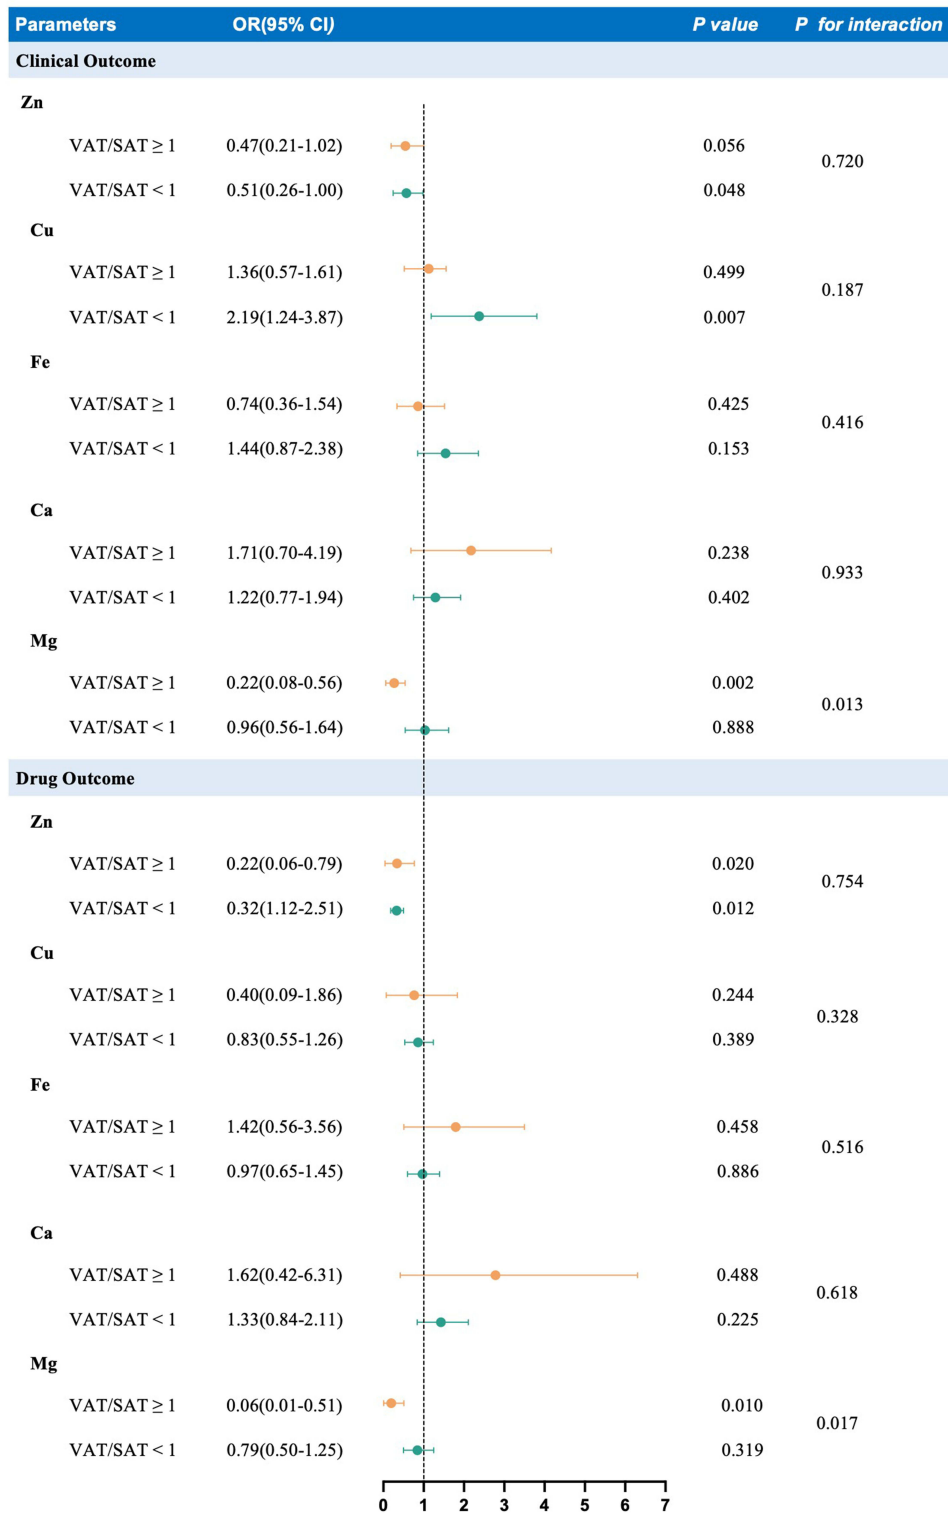 Parameters OR(95% CI) P value P for interaction
Clinical Outcome
Zn
VAT/SAT ≥ 1 0.47(0.21-1.02) 0.056
0.720
VAT/SAT < 1 0.51(0.26-1.00) 0.048
Cu
VAT/SAT ≥ 1 1.36(0.57-1.61) 0.499
0.187
VAT/SAT < 1 2.19(1.24-3.87) 0.007
Fe
VAT/SAT ≥ 1 0.74(0.36-1.54) 0.425
0.416
VAT/SAT < 1 1.44(0.87-2.38) 0.153
Ca
VAT/SAT ≥ 1 1.71(0.70-4.19) 0.238
0.933
VAT/SAT < 1 1.22(0.77-1.94) 0.402
Mg
VAT/SAT ≥ 1 0.22(0.08-0.56) 0.002
0.013
VAT/SAT < 1 0.96(0.56-1.64) 0.888
Drug Outcome
Zn
VAT/SAT ≥ 1 0.22(0.06-0.79) 0.020
0.754
VAT/SAT < 1 0.32(1.12-2.51) 0.012
Cu
VAT/SAT ≥ 1 0.40(0.09-1.86) 0.244
0.328
VAT/SAT < 1 0.83(0.55-1.26) 0.389
Fe
VAT/SAT ≥ 1 1.42(0.56-3.56) 0.458
0.516
VAT/SAT < 1 0.97(0.65-1.45) 0.886
Ca
VAT/SAT ≥ 1 1.62(0.42-6.31) 0.488
0.618
VAT/SAT < 1 1.33(0.84-2.11) 0.225
Mg
VAT/SAT ≥ 1 0.06(0.01-0.51) 0.010
0.017
VAT/SAT < 1 0.79(0.50-1.25) 0.319
0 1 2 3 4 5 6 7